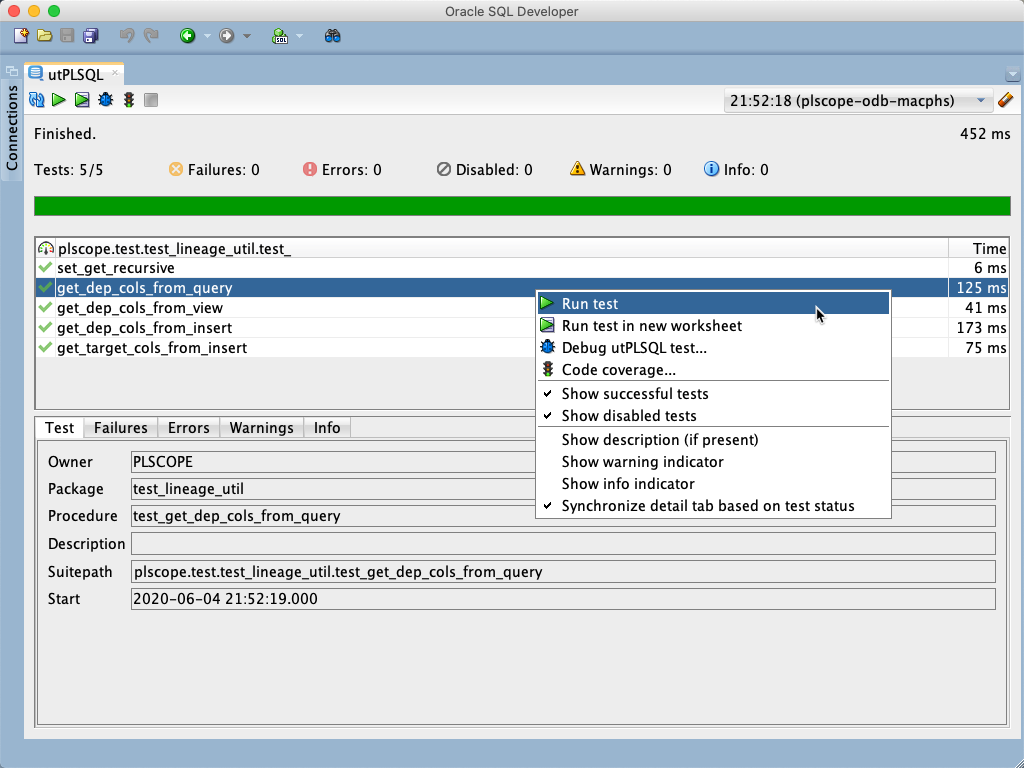 Oracle SQL Developer
SQL
Connections
utPLSQL
21:52:18 (plscope-odb-macphs)
Finished.
452 ms
Tests: 5/5 Failures: 0 Errors: 0 Disabled: 0 Warnings: 0 Info: 0
plscope.test.test_lineage_util.test_ Time
set_get_recursive 6 ms
get_dep_cols_from_query 125 ms
get_dep_cols_from_view 41 ms
get_dep_cols_from_insert 173 ms
get_target_cols_from_insert 75 ms
Run test
Run test in new worksheet
Debug utPLSQL test...
Code coverage...
Show successful tests
Show disabled tests
Show description (if present)
Show warning indicator
Show info indicator
Synchronize detail tab based on test status
Test Failures Errors Warnings Info
Owner PLSCOPE
Package test_lineage_util
Procedure test_get_dep_cols_from_query
Description
Suitepath plscope.test.test_lineage_util.test_get_dep_cols_from_query
Start 2020-06-04 21:52:19.000